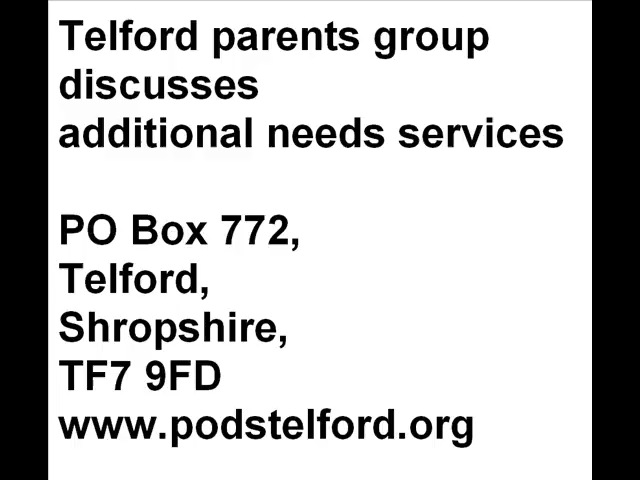 Telford parents group
discusses
additional needs services
PO Box 772,
Telford,
Shropshire,
TF7 9FD
www.podstelford.org